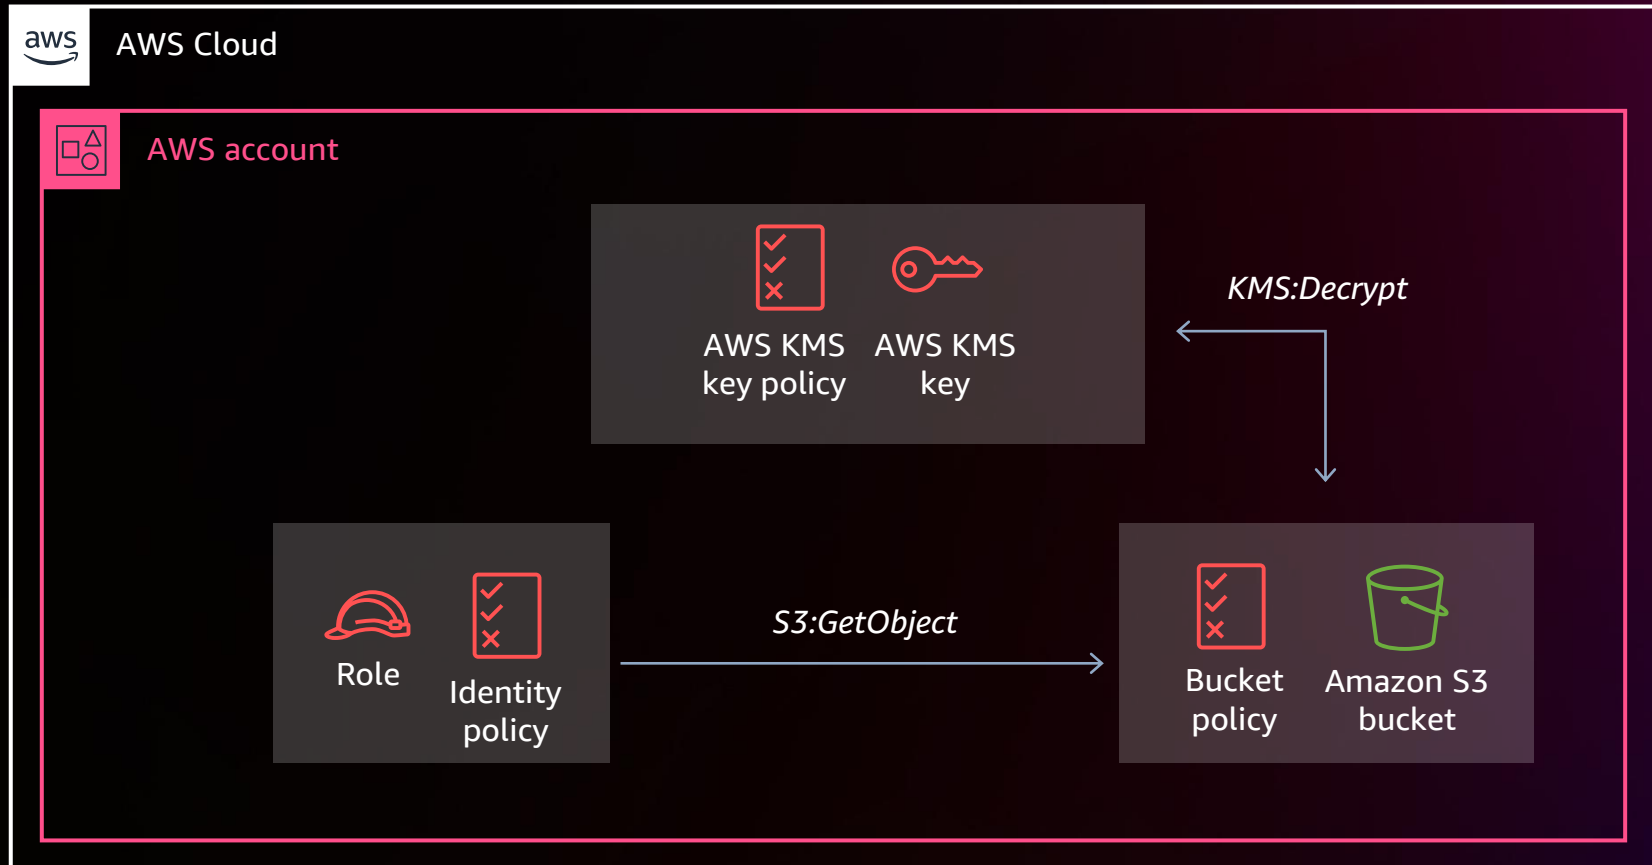 aws
AWS Cloud
AWS account
AWS KMS
key policy
AWS KMS
key
KMS:Decrypt
Role
Identity
policy
S3:GetObject
Bucket
policy
Amazon S3
bucket